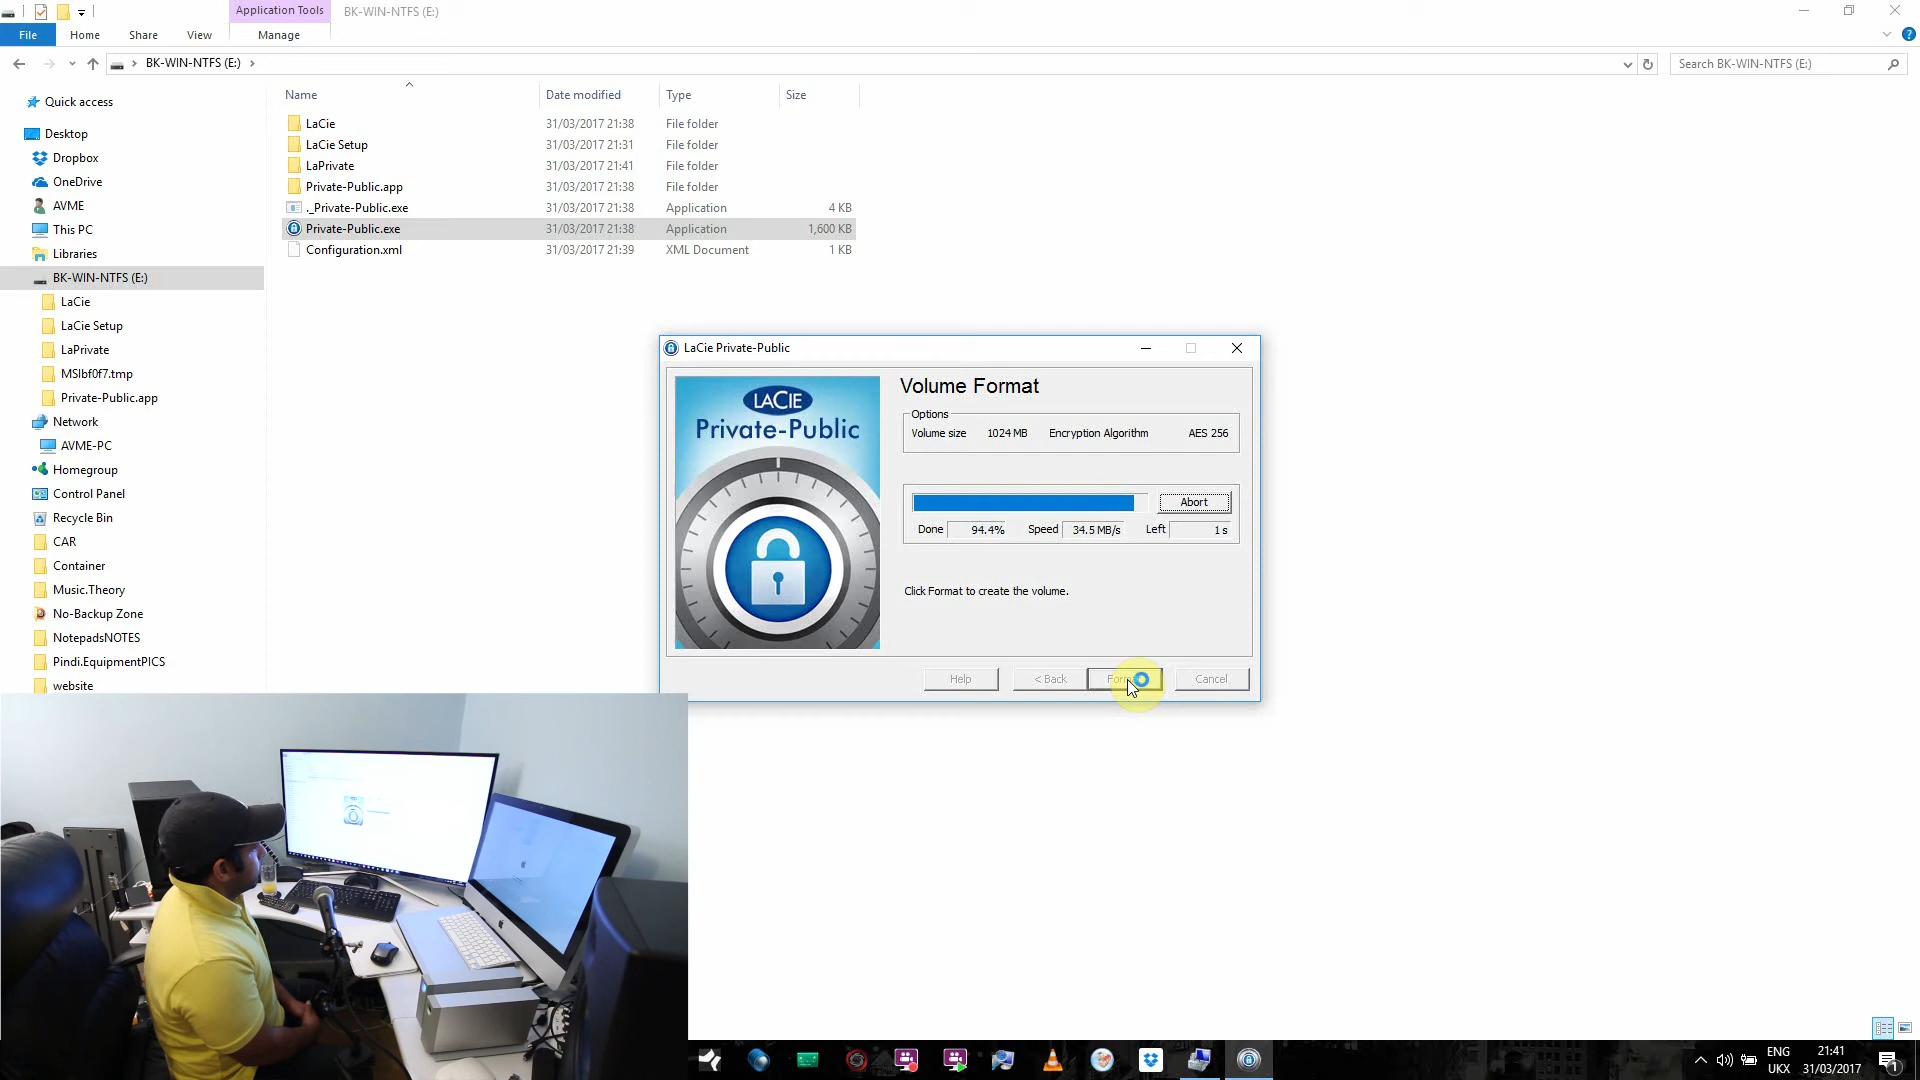 Application Tools
BK-WIN-NTFS (E:)
File
Home
Share
View
Manage
BK-WIN-NTFS (E:)
Search BK-WIN-NTFS (E:)
Name
Date modified
Type
Size
LaCie
31/03/2017 21:38
File folder
LaCie Setup
31/03/2017 21:31
File folder
LaPrivate
31/03/2017 21:41
File folder
Private-Public.app
31/03/2017 21:38
File folder
._Private-Public.exe
31/03/2017 21:38
Application
4 KB
Private-Public.exe
31/03/2017 21:38
Application
1,600 KB
Configuration.xml
31/03/2017 21:39
XML Document
1 KB
Quick access
Desktop
Dropbox
OneDrive
AVME
This PC
Libraries
BK-WIN-NTFS (E:)
LaCie
LaCie Setup
LaPrivate
MSIbf0f7.tmp
Private-Public.app
Network
AVME-PC
Homegroup
Control Panel
Recycle Bin
CAR
Container
Music.Theory
No-Backup Zone
NotepadsNOTES
Pindi.EquipmentPICS
website
LaCie Private-Public
LACIE
Private-Public
Volume Format
Options
Volume size
1024 MB
Encryption Algorithm
AES 256
Abort
Done
94.4%
Speed
34.5 MB/s
Left
1 s
Click Format to create the volume.
Help
< Back
Cancel
ENG
UKX
21:41
31/03/2017
1